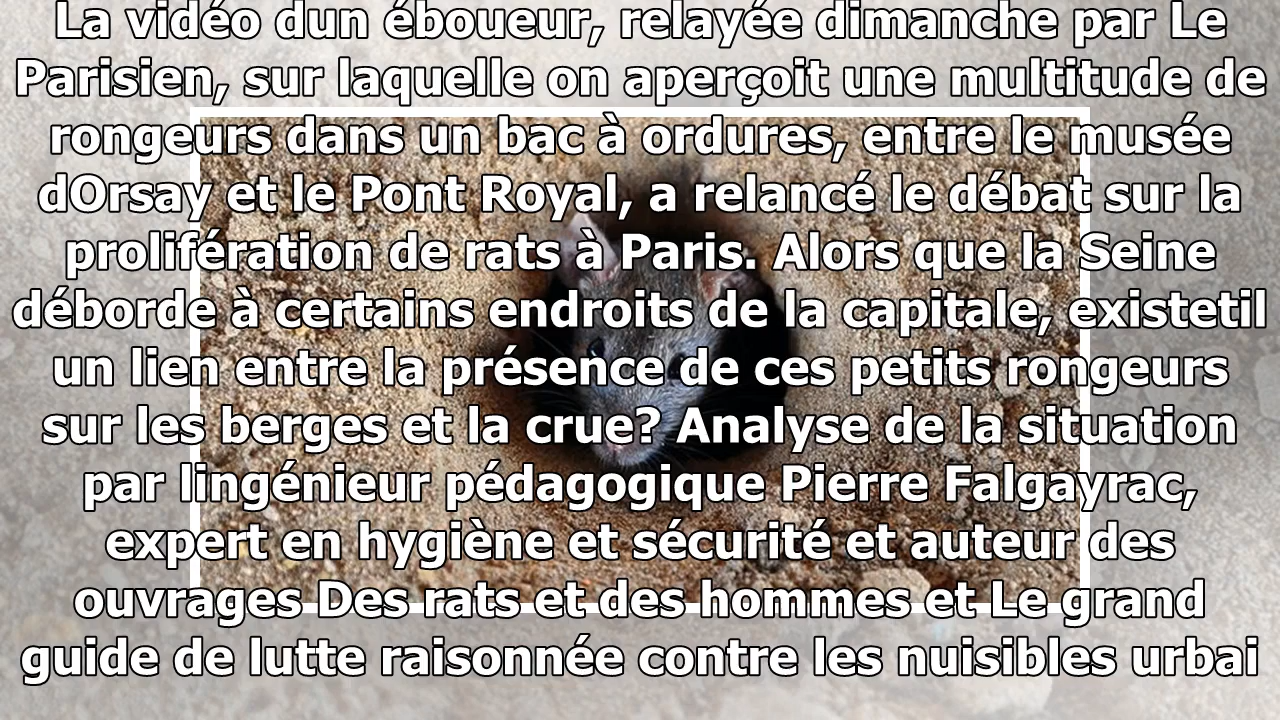 La vidéo dun éboueur, relayée dimanche par Le
Parisien, sur laquelle on aperçoit une multitude de
rongeurs dans un bac à ordures, entre le musée
dOrsay et le Pont Royal, a relancé le débat sur la
prolifération de rats à Paris. Alors que la Seine
déborde à certains endroits de la capitale, existetil
un lien entre la présence de ces petits rongeurs
sur les berges et la crue? Analyse de la situation
par lingénieur pédagogique Pierre Falgayrac,
expert en hygiène et sécurité et auteur des
ouvrages Des rats et des hommes et Le grand
guide de lutte raisonnée contre les nuisibles urbai